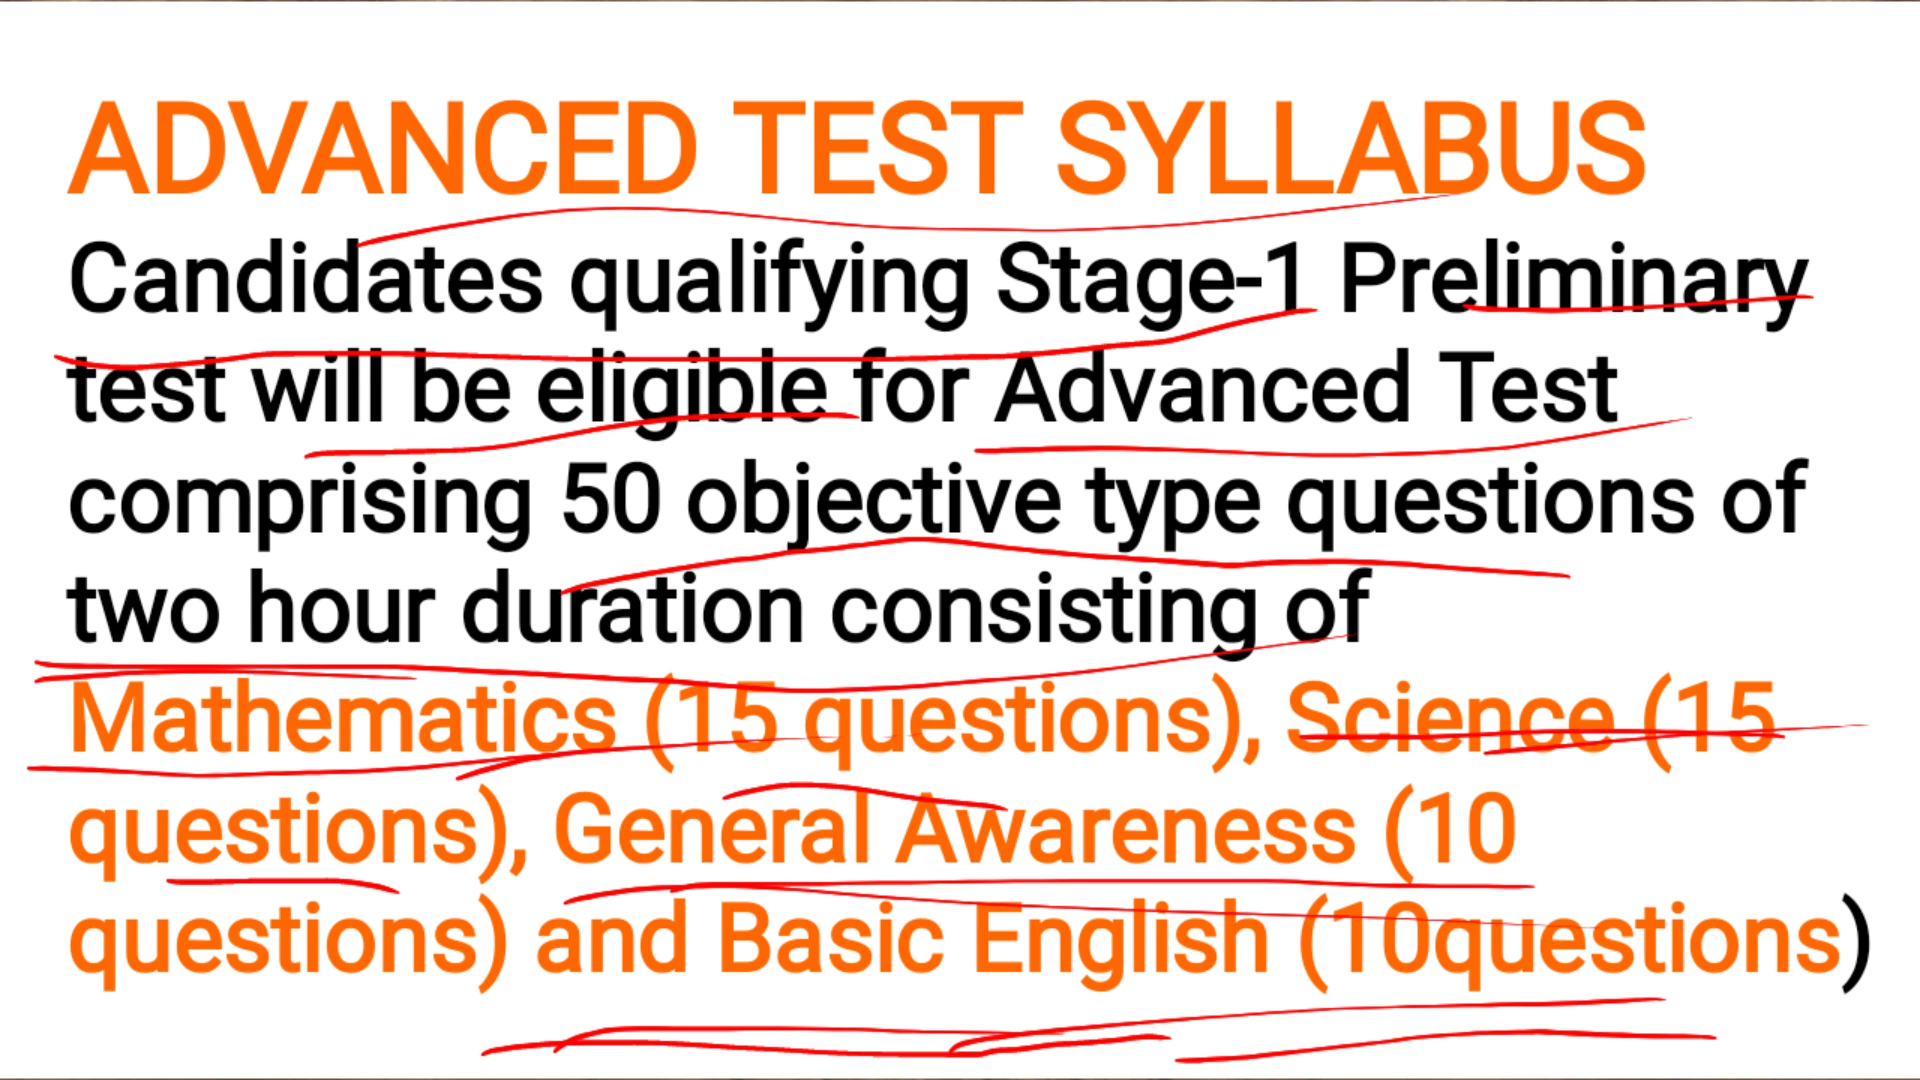 ADVANCED TEST SYLLABUS
Candidates qualifying Stage-1 Preliminary
test will be eligible for Advanced Test
comprising 50 objective type questions of
two hour duration consisting of
Mathematics (15 questions), Science (15
questions), General Awareness (10
questions) and Basic English (10questions)